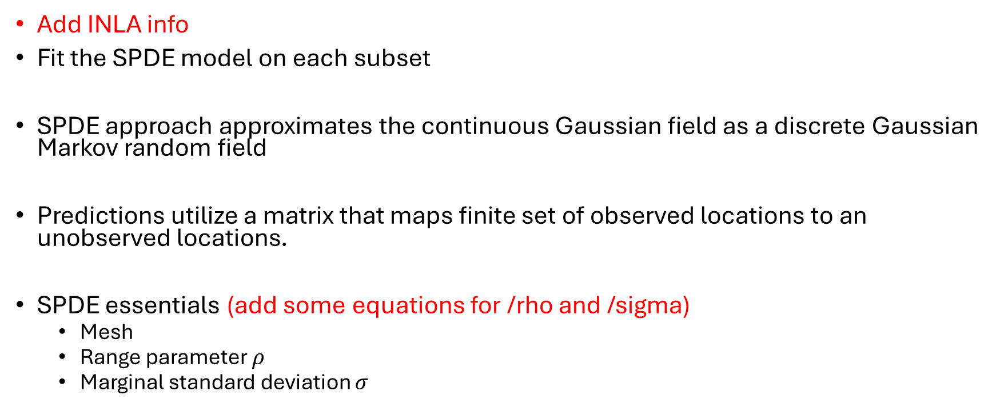 • Add INLA info
• Fit the SPDE model on each subset
• SPDE approach approximates the continuous Gaussian field as a discrete Gaussian
Markov random field
• Predictions utilize a matrix that maps finite set of observed locations to an
unobserved locations.
• SPDE essentials (add some equations for /rho and /sigma)
• Mesh
• Range parameter ρ
• Marginal standard deviation σ